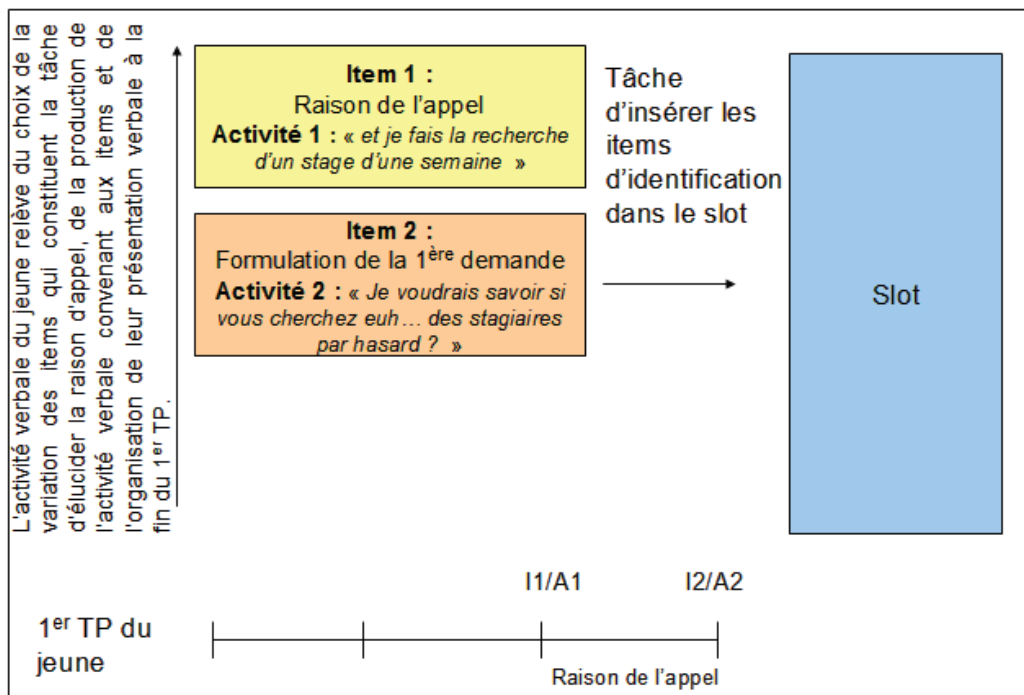 L'activité verbale du jeune relève du choix de la
variation des items qui constituent la tâche
d'élucider la raison d'appel, de la production de
l'activité verbale convenant aux items et de
l'organisation de leur présentation verbale à la
fin du 1er TP.
Item 1 :
Raison de l'appel
Activité 1 : « et je fais la recherche
d'un stage d'une semaine »
Item 2 :
Formulation de la 1ère demande
Activité 2 : « Je voudrais savoir si
vous cherchez euh… des stagiaires
par hasard ? »
Tâche
d'insérer les
items
d'identification
dans le slot
Slot
I1/A1
I2/A2
1er TP du
jeune
Raison de l'appel